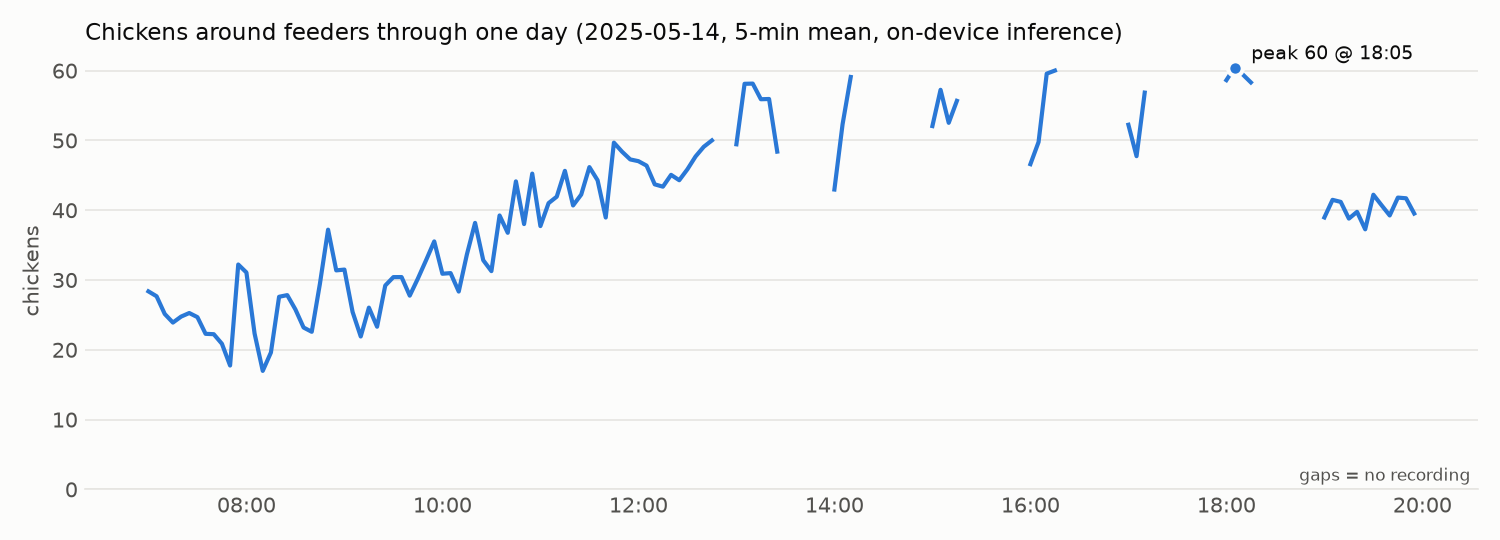 Chickens around feeders through one day (2025-05-14, 5-min mean, on-device inference)
peak 60 @ 18:05
60
50
40
30
20
10
0
chickens
gaps = no recording
08:00 10:00 12:00 14:00 16:00 18:00 20:00